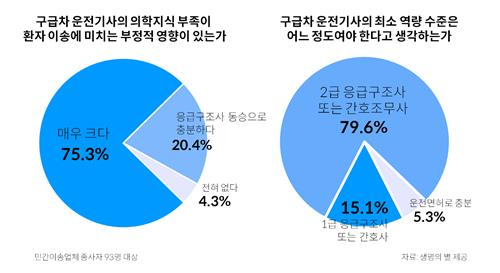 구급차 운전기사의 의학지식 부족이
환자 이송에 미치는 부정적 영향이 있는가
매우 크다
75.3%
응급구조사 동승으로
충분하다
20.4%
전혀 없다
4.3%
민간이송업체 종사자 93명 대상
구급차 운전기사의 최소 역량 수준은
어느 정도여야 한다고 생각하는가
2급 응급구조사
또는 간호조무사
79.6%
15.1%
1급 응급구조사
또는 간호사
운전면허로 충분
5.3%
자료: 생명의 별 제공